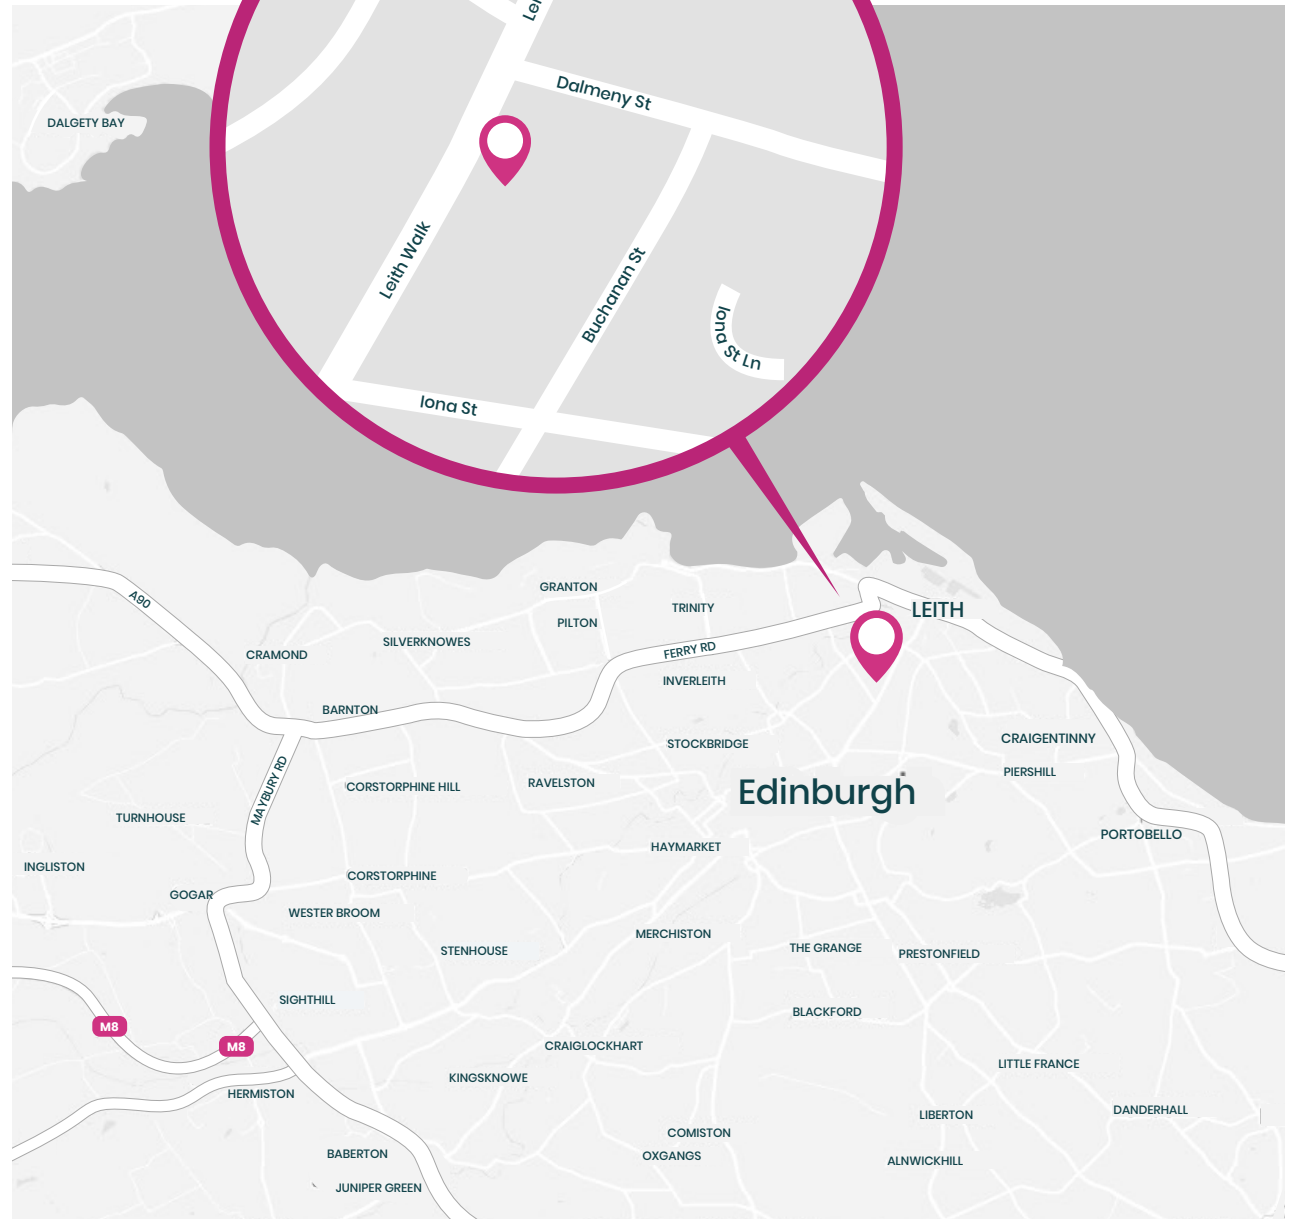 Lei
Dalmeny St
DALGETY BAY
Leith Walk
Buchanan St
Iona St Ln
Iona St
A90
GRANTON
TRINITY
LEITH
PILTON
SILVERKNOWES
CRAMOND
FERRY RD
INVERLEITH
BARNTON
STOCKBRIDGE
CRAIGENTINNY
PIERSHILL
MAYBURY RD
CORSTORPHINE HILL
RAVELSTON
Edinburgh
TURNHOUSE
PORTOBELLO
HAYMARKET
INGLISTON
CORSTORPHINE
GOGAR
WESTER BROOM
MERCHISTON
STENHOUSE
THE GRANGE
PRESTONFIELD
SIGHTHILL
BLACKFORD
M8
M8
CRAIGLOCKHART
LITTLE FRANCE
KINGSKNOWE
HERMISTON
DANDERHALL
LIBERTON
COMISTON
BABERTON
OXGANGS
ALNWICKHILL
JUNIPER GREEN